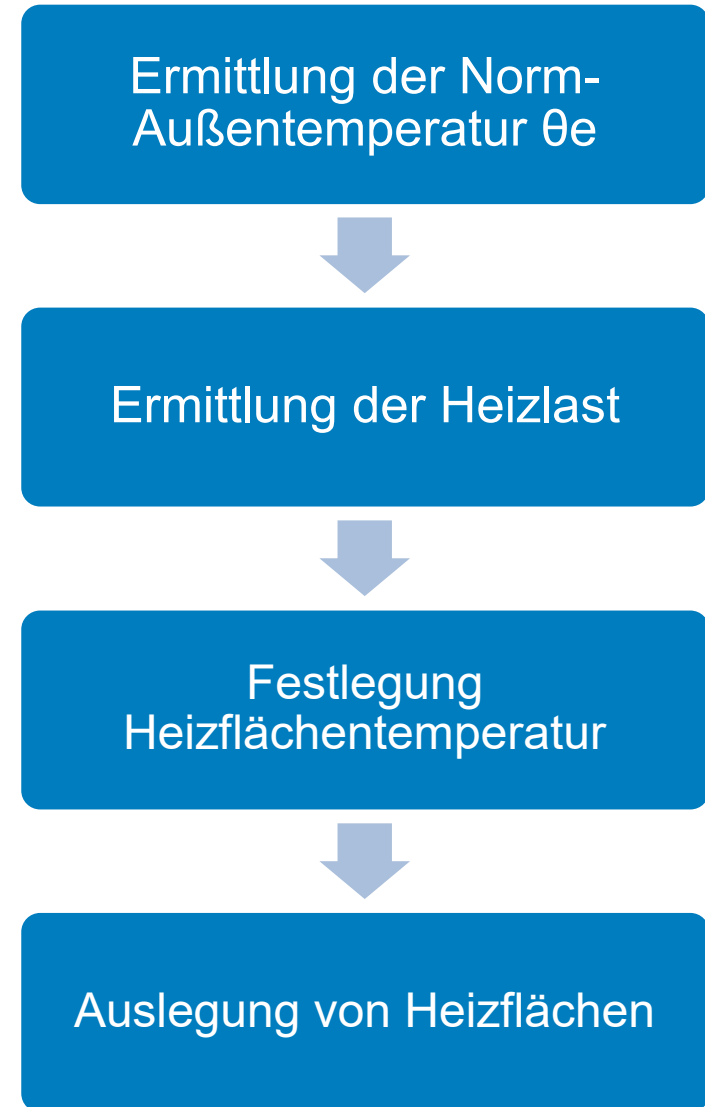 Ermittlung der Norm-
Außentemperatur θe
Ermittlung der Heizlast
Festlegung
Heizflächentemperatur
Auslegung von Heizflächen